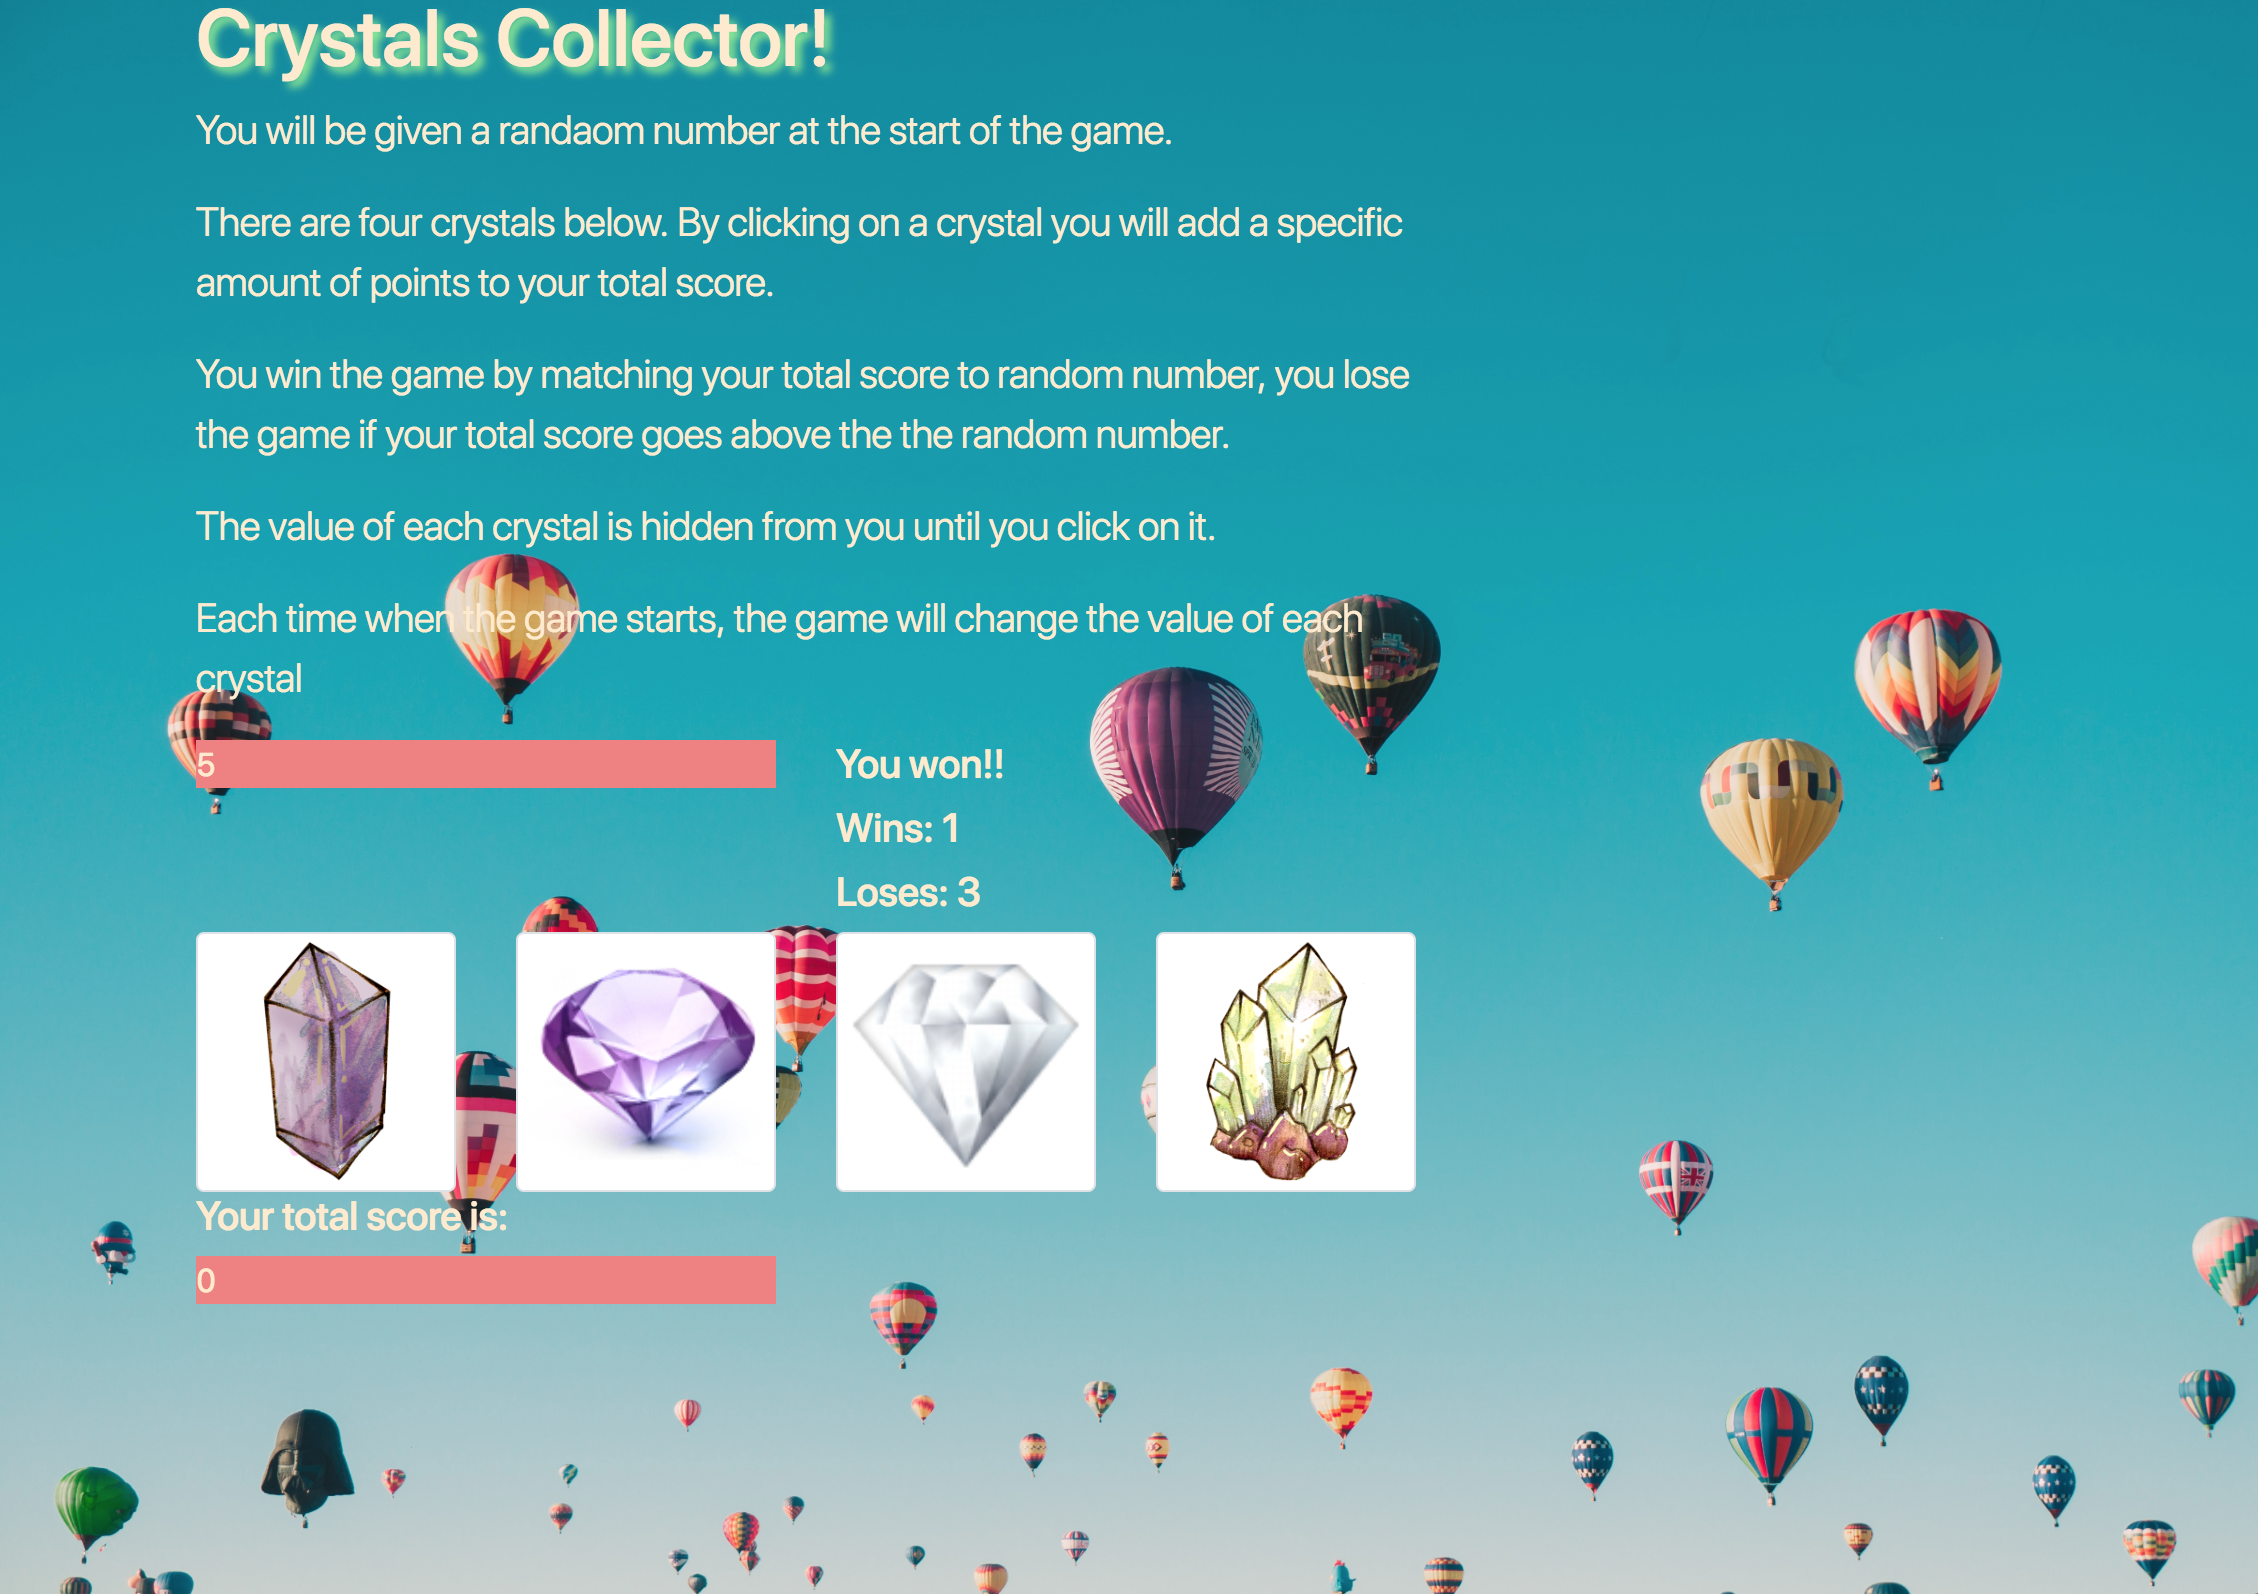 Crystals Collector!
You will be given a randaom number at the start of the game.
There are four crystals below. By clicking on a crystal you will add a specific
amount of points to your total score.
You win the game by matching your total score to random number, you lose
the game if your total score goes above the the random number.
The value of each crystal is hidden from you until you click on it.
Each time when the game starts, the game will change the value of each
crystal
5
You won!!
Wins: 1
Loses: 3
Your total score is:
0